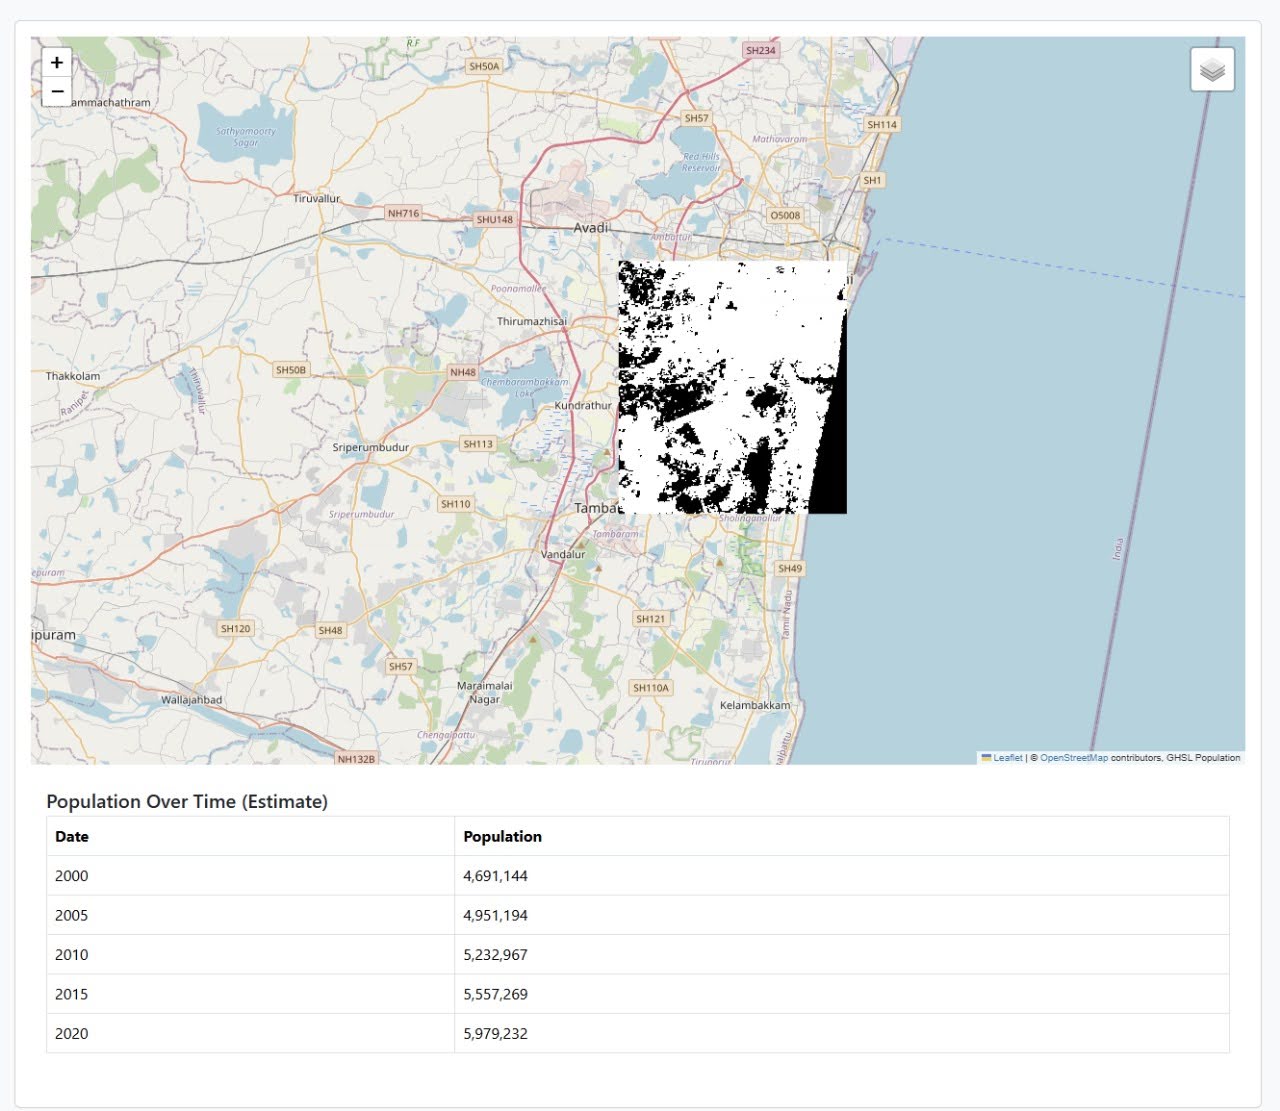 R.F
SH234
+
SH50A
−
ammachathram
SH57
SH114
Sathyamoorty
Sagar
Mathavaram
Red Hills
Reservoir
SH1
Tiruvallur
NH716
SHU148
O5008
Avadi
Ambattur
Poonamallee
Thirumazhisai
SH50B
NH48
Thakkolam
Chembarambakkam
Lake
Thiruvallur
Ranipet
Kundrathur
Sriperumbudur
SH113
SH110
Tamba
Sriperumbudur
Sholinganallur
Tambaram
India
Vandalur
SH49
epuram
Tamil Nadu
SH121
SH120
SH48
ipuram
SH57
Maraimalai
Nagar
SH110A
Wallajahbad
Kelambakkam
Chengalpattu
alpattu
NH132B
Tiruporur
Leaflet | © OpenStreetMap contributors, GHSL Population
Population Over Time (Estimate)
Date Population
2000 4,691,144
2005 4,951,194
2010 5,232,967
2015 5,557,269
2020 5,979,232